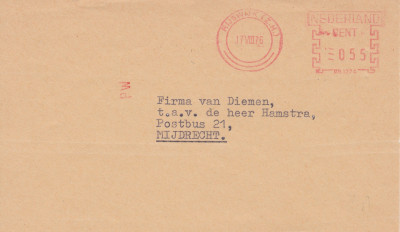 NEDERLAND
CENT
055
Firma van Diemen,
t.a.v. de heer Hamstra,
Postbus 21,
MIJDRECHT.